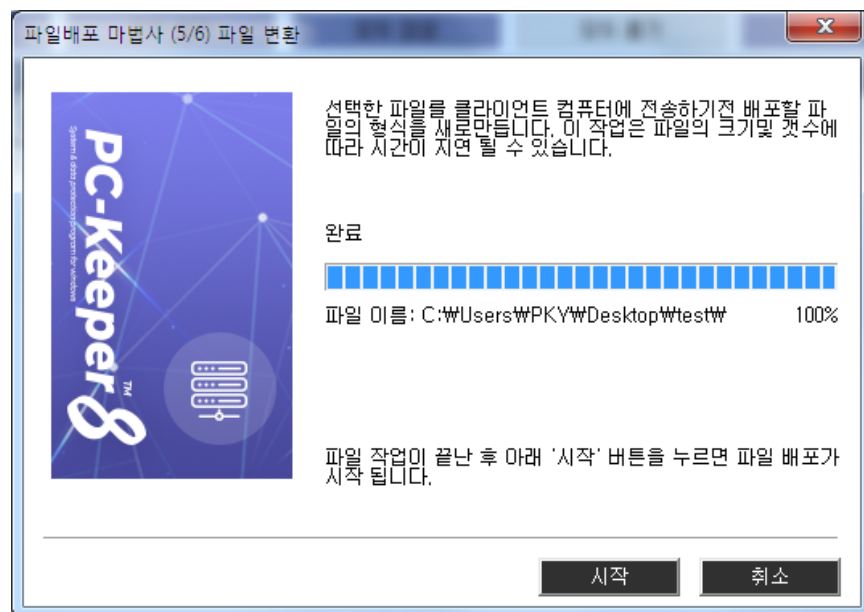 파일배포 마법사 (5/6) 파일 변환
PC-Keeper 8 ™
System & data protection program for windows
선택한 파일를 클라이언트 컴퓨터에 전송하기전 배포할 파
일의 형식을 새로만듭니다. 이 작업은 파일의 크기및 갯수에
따라 시간이 지연 될 수 있습니다.
완료
파일 이름: C:₩Users₩PKY₩Desktop₩test₩ 100%
파일 작업이 끝난 후 아래 '시작' 버튼을 누르면 파일 배포가
시작 됩니다.
시작 취소